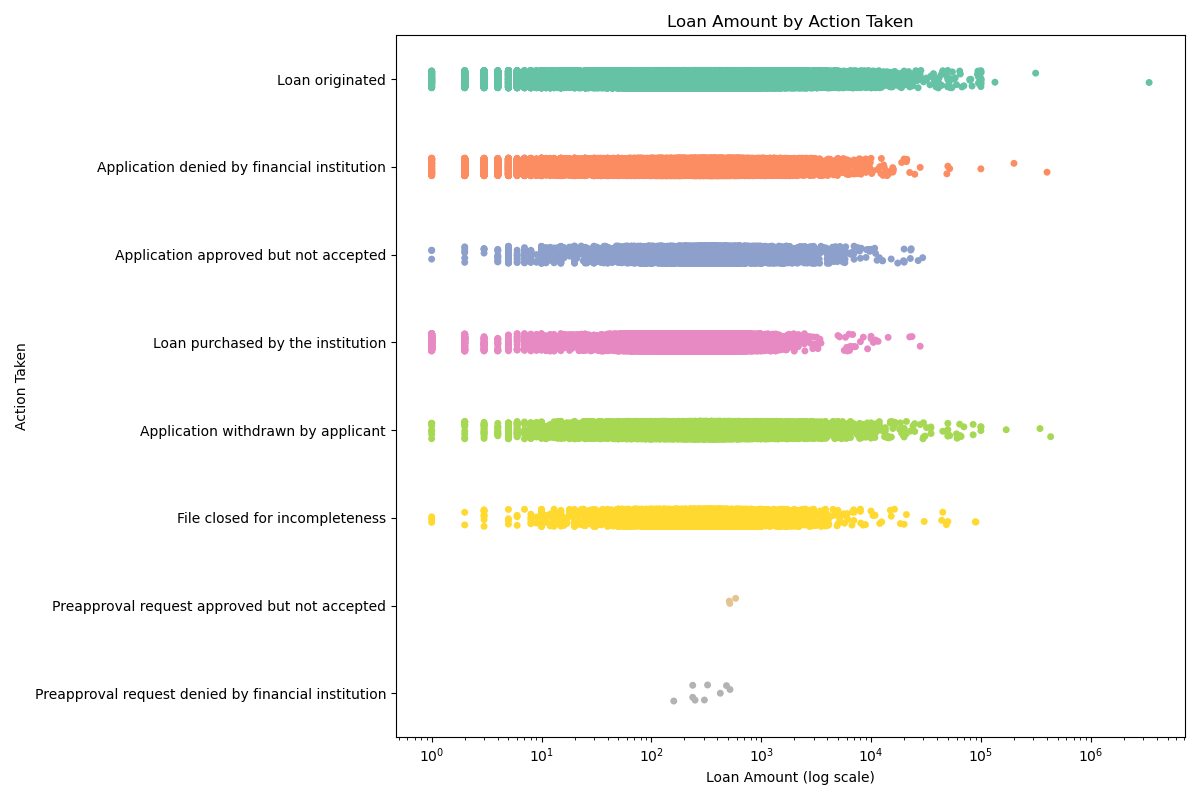 Loan Amount by Action Taken
Loan originated
Application denied by financial institution
Application approved but not accepted
Loan purchased by the institution
Application withdrawn by applicant
File closed for incompleteness
Preapproval request approved but not accepted
Preapproval request denied by financial institution
Action Taken
10⁰ 10¹ 10² 10³ 10⁴ 10⁵ 10⁶
Loan Amount (log scale)